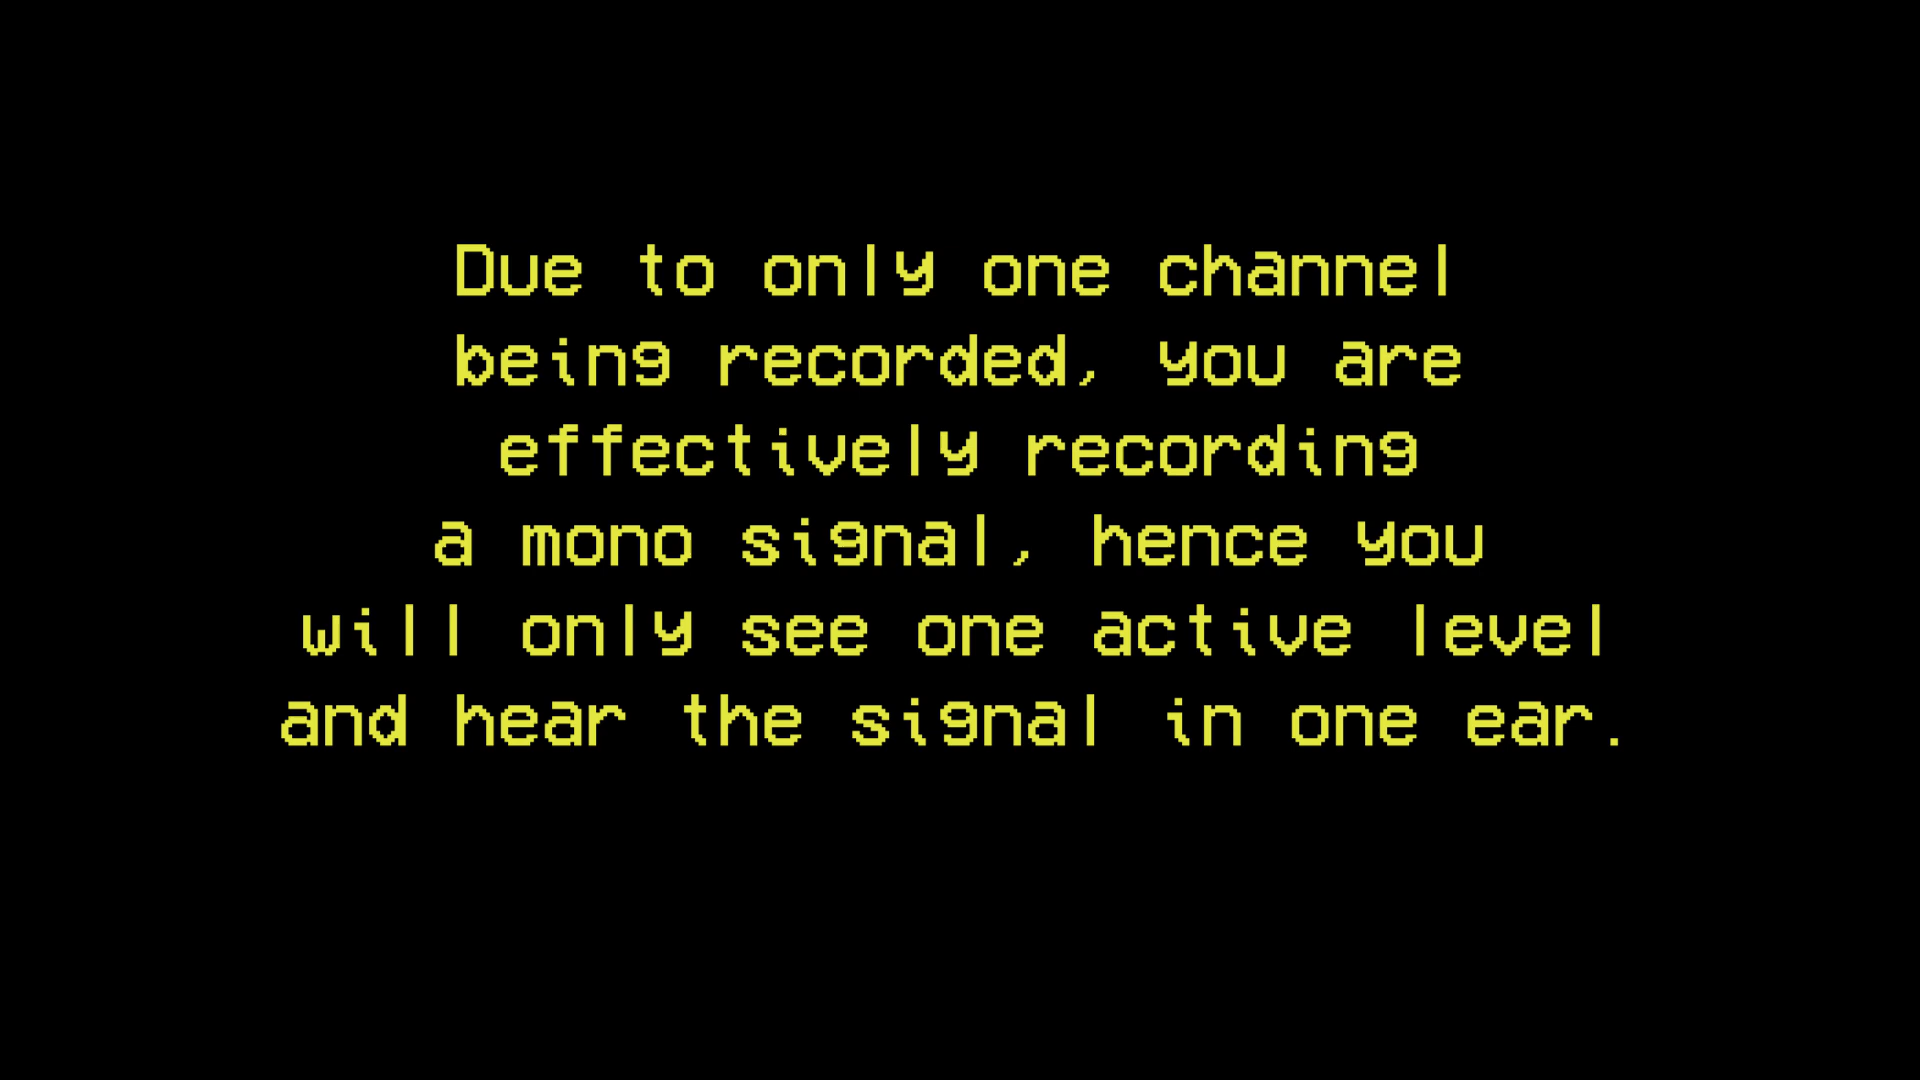 Due to only one channel
being recorded, you are
effectively recording
a mono signal, hence you
will only see one active level
and hear the signal in one ear.